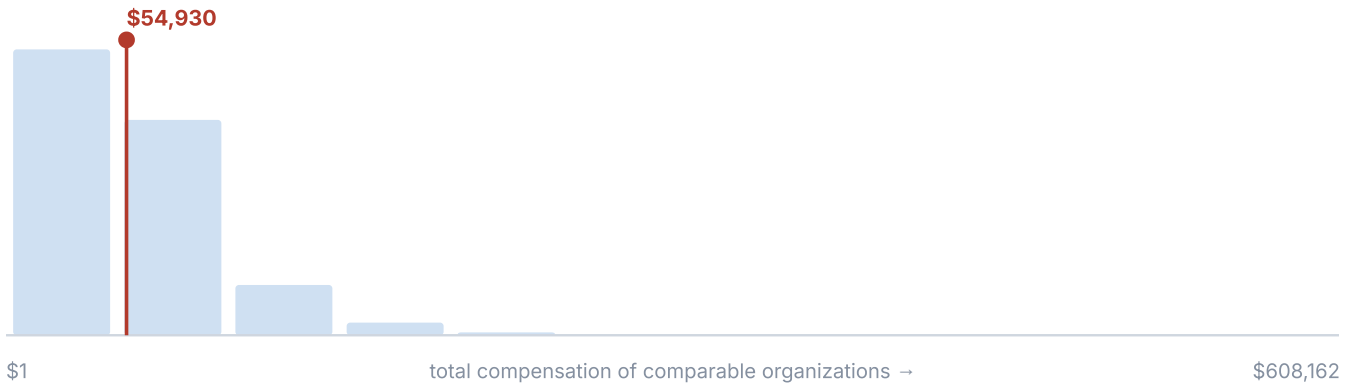 $54,930
$1
total compensation of comparable organizations →
$608,162